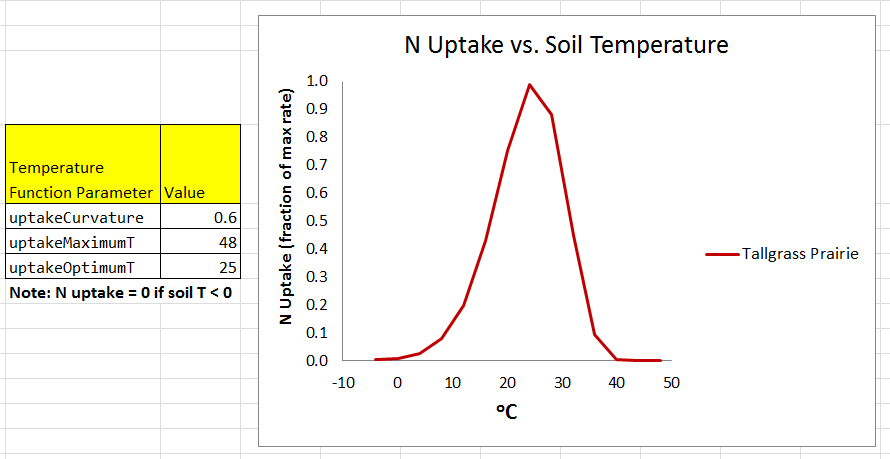 N Uptake vs. Soil Temperature
Temperature
Function Parameter Value
uptakeCurvature 0.6
uptakeMaximumT 48
uptakeOptimumT 25
Note: N uptake = 0 if soil T < 0
N Uptake (fraction of max rate)
1.0
0.9
0.8
0.7
0.6
0.5
0.4
0.3
0.2
0.1
0.0
-10 0 10 20 30 40 50
ºC
Tallgrass Prairie